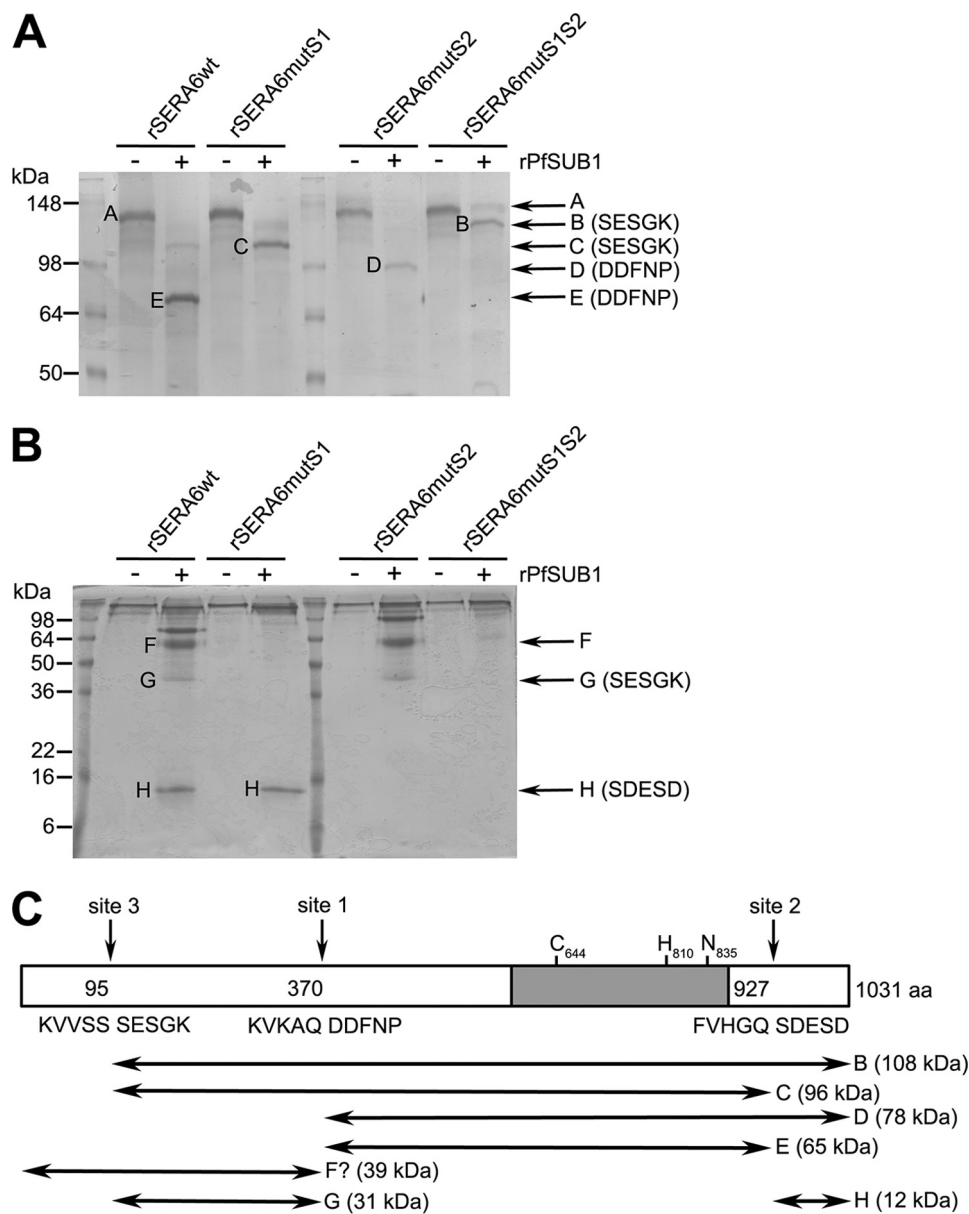 A
rSERA6wt
rSERA6mutS1
rSERA6mutS2
rSERA6mutS1S2
- + - + - + - + rPfSUB1
kDa
148
98
64
50
A
E
C
D
B
A
B (SESGK)
C (SESGK)
D (DDFNP)
E (DDFNP)
B
rSERA6wt
rSERA6mutS1
rSERA6mutS2
rSERA6mutS1S2
- + - + - + - + rPfSUB1
kDa
98
64
50
36
22
16
6
F
G
H
H
F
G (SESGK)
H (SDESD)
C
site 3 site 1 site 2
C644 H810 N835
95 370 927 1031 aa
KVVSS SESGK KVKAQ DDFNP FVHGQ SDESD
B (108 kDa)
C (96 kDa)
D (78 kDa)
E (65 kDa)
F? (39 kDa)
G (31 kDa) H (12 kDa)